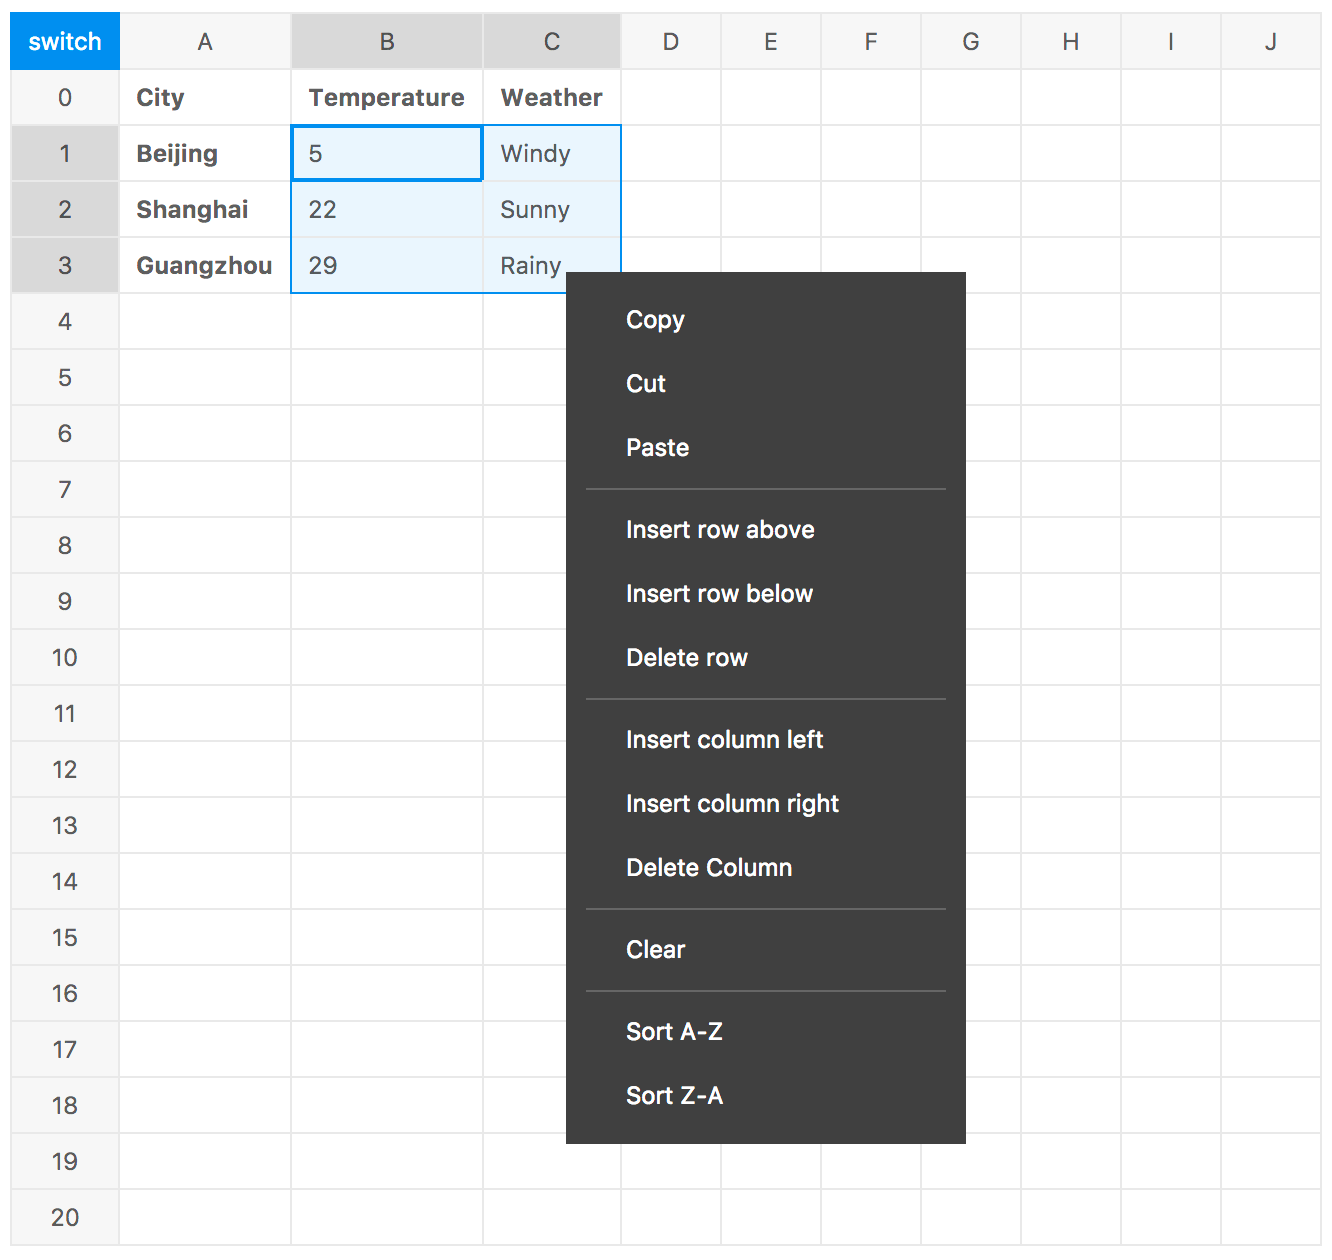 switch A B C D E F G H I J
0 City Temperature Weather
1 Beijing 5 Windy
2 Shanghai 22 Sunny
3 Guangzhou 29 Rainy
4
5
6
7
8
9
10
11
12
13
14
15
16
17
18
19
20
Copy
Cut
Paste
Insert row above
Insert row below
Delete row
Insert column left
Insert column right
Delete Column
Clear
Sort A-Z
Sort Z-A